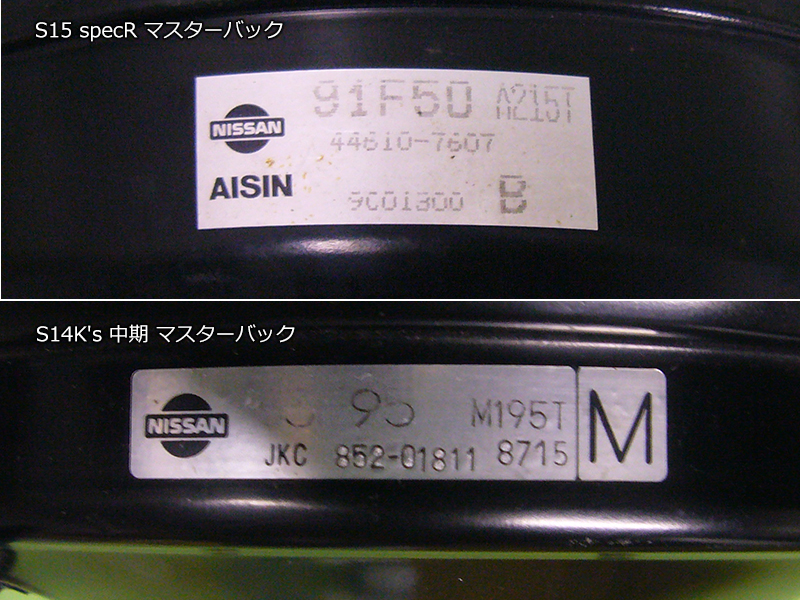 S15 specR マスターバック
91F50 A215T
NISSAN
44610-7607
AISIN
9C01300 B
S14K's 中期 マスターバック
95 M195T
NISSAN
M
JKC 852-01811 8715